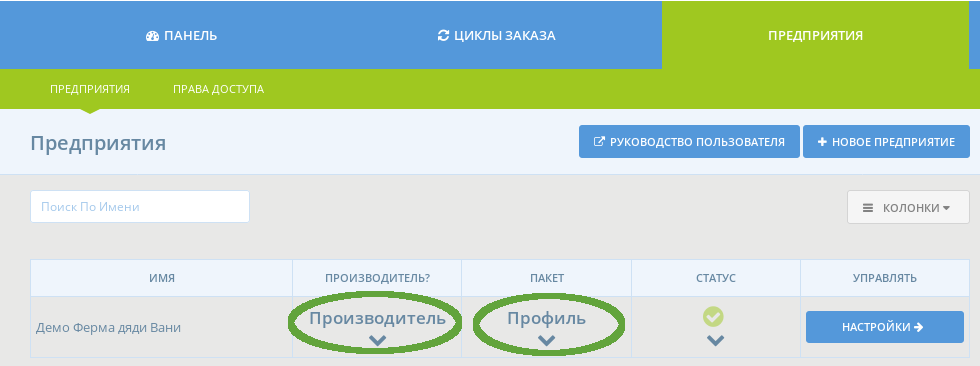 ПАНЕЛЬ ЦИКЛЫ ЗАКАЗА ПРЕДПРИЯТИЯ
ПРЕДПРИЯТИЯ ПРАВА ДОСТУПА
Предприятия РУКОВОДСТВО ПОЛЬЗОВАТЕЛЯ НОВОЕ ПРЕДПРИЯТИЕ
Поиск По Имени КОЛОНКИ
ИМЯ ПРОИЗВОДИТЕЛЬ? ПАКЕТ СТАТУС УПРАВЛЯТЬ
Демо Ферма дяди Вани Производитель Профиль НАСТРОЙКИ